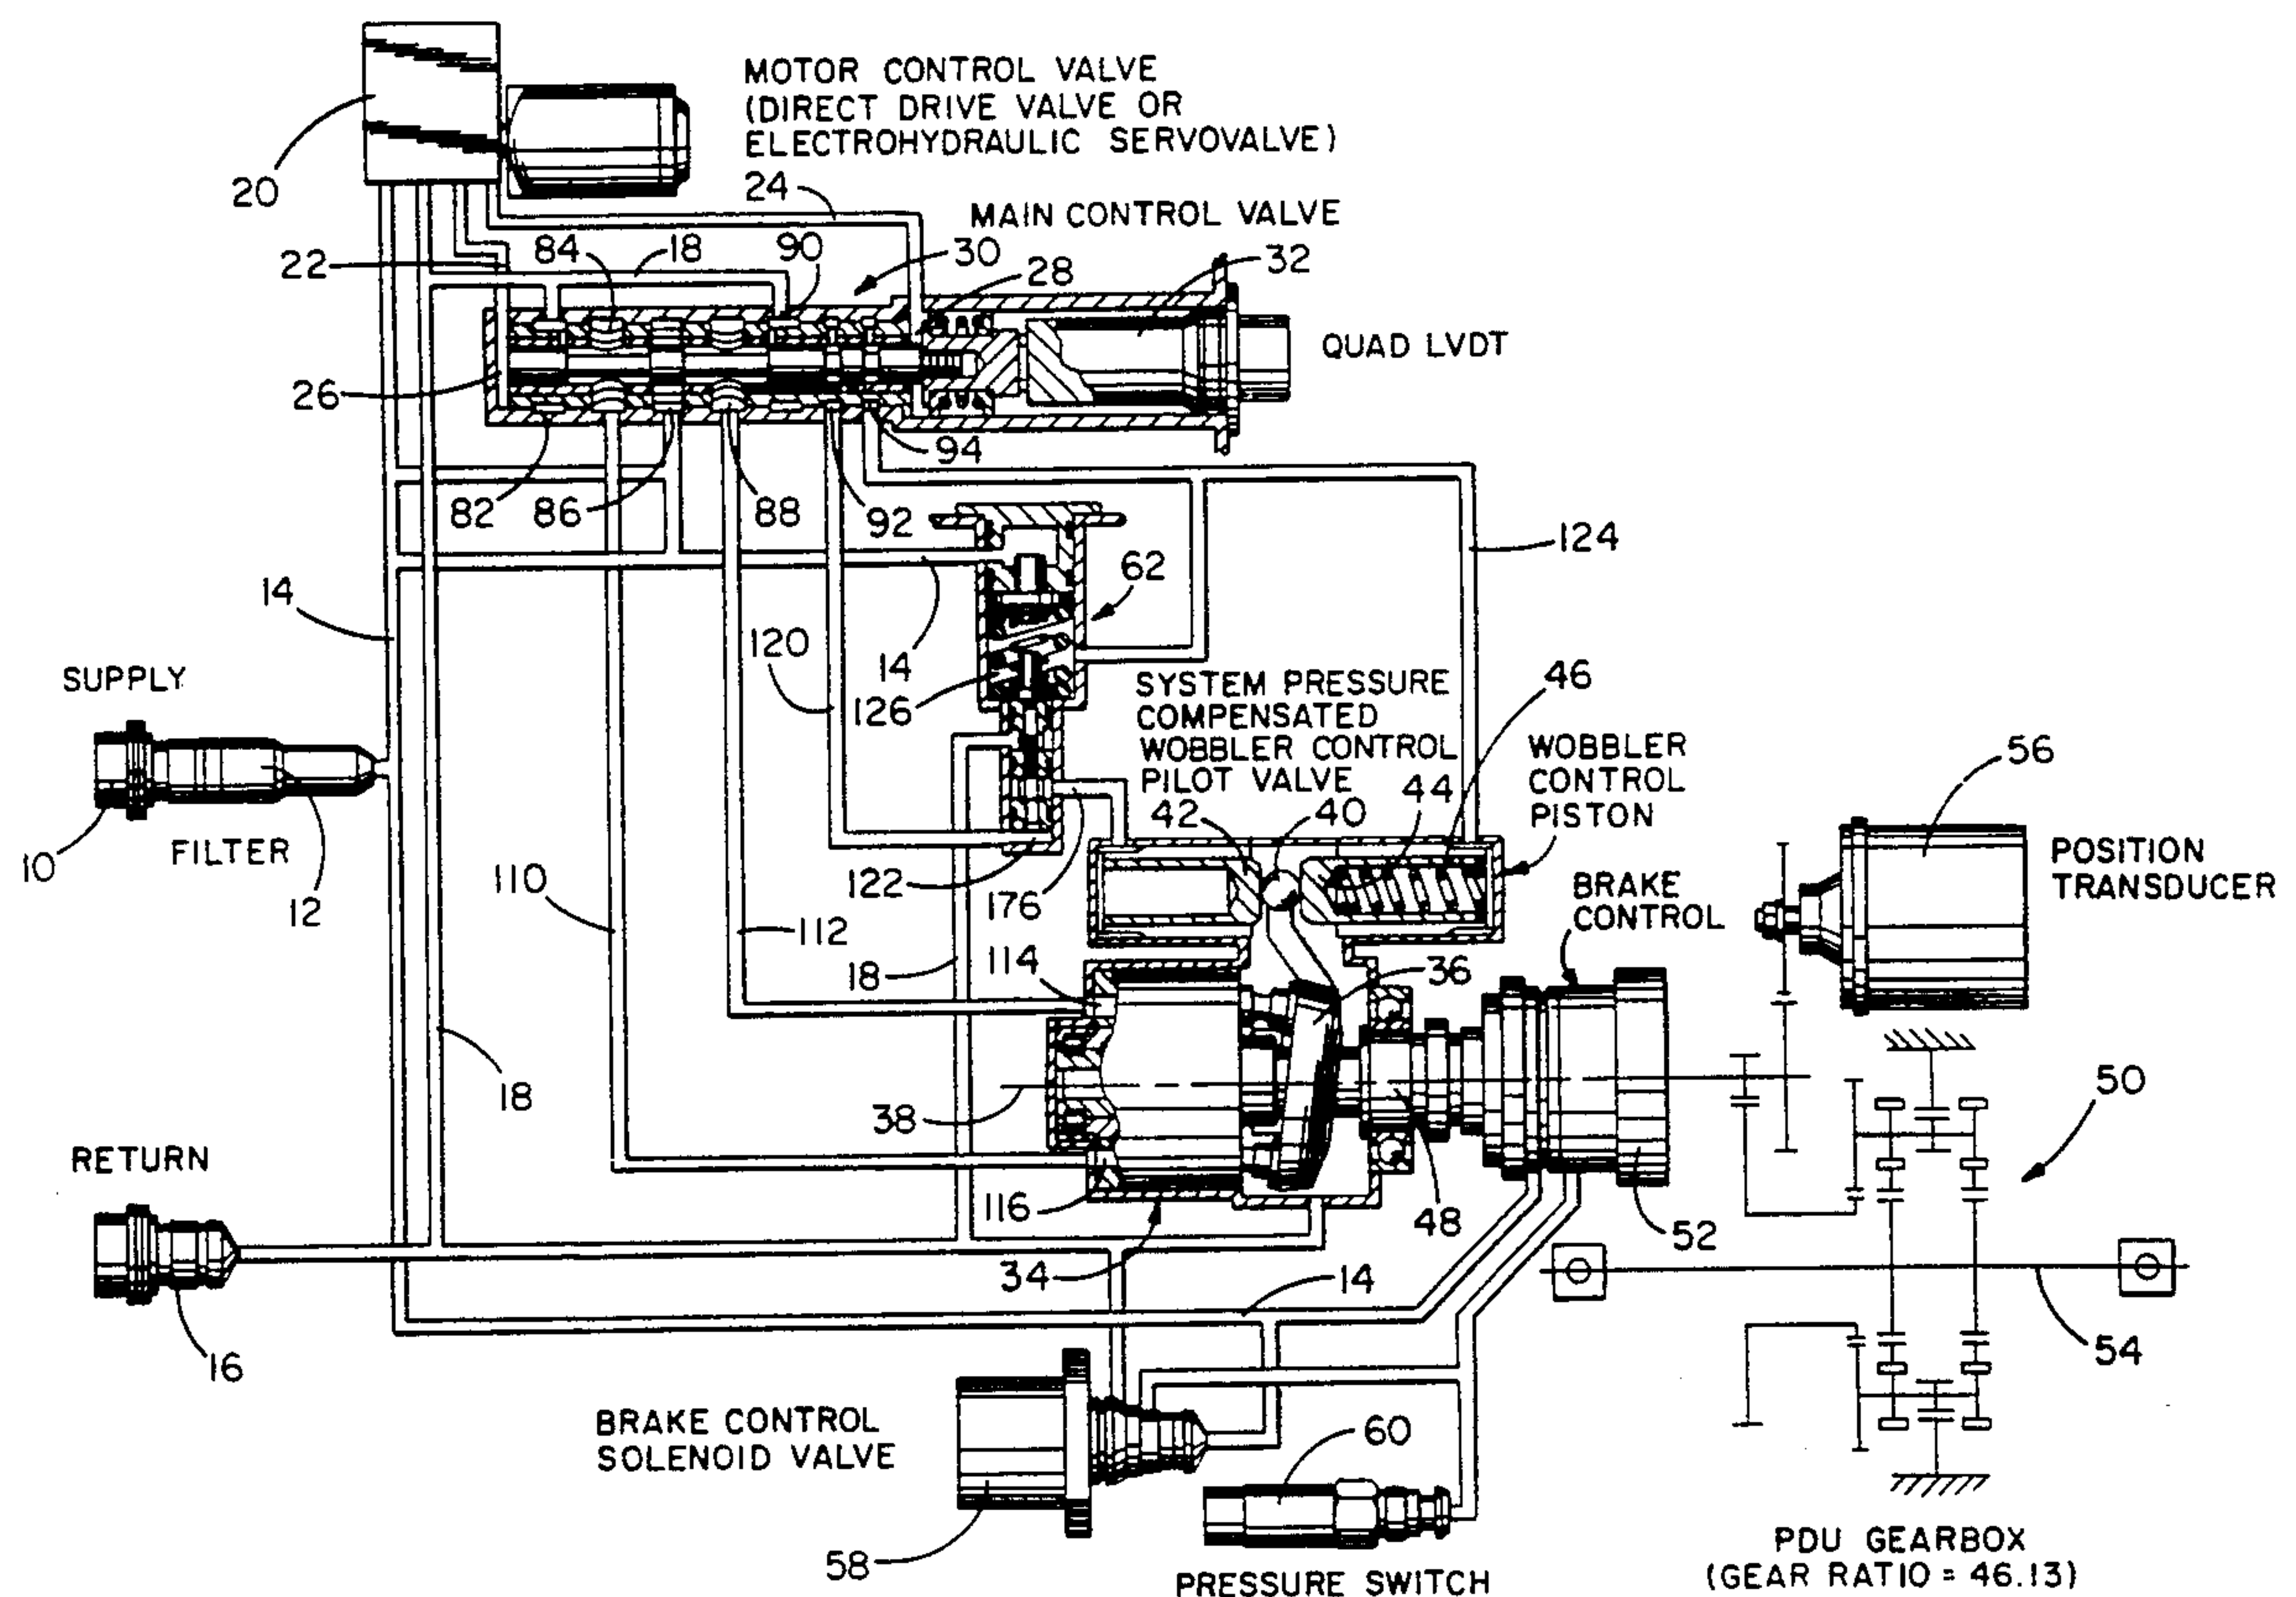 MOTOR CONTROL VALVE
(DIRECT DRIVE VALVE OR
ELECTROHYDRAULIC SERVOVALVE)
20
24
MAIN CONTROL VALVE
22
84
18
90
30
28
32
QUAD LVDT
26
94
82
86
88
92
124
14
62
120
14
SUPPLY
126
SYSTEM PRESSURE
COMPENSATED
WOBBLER CONTROL
PILOT VALVE
46
WOBBLER
CONTROL
PISTON
56
42
40
44
POSITION
TRANSDUCER
FILTER
10
12
110
122
176
BRAKE
CONTROL
112
18
114
36
18
38
50
RETURN
116
48
52
34
14
16
54
BRAKE CONTROL
SOLENOID VALVE
60
58
PRESSURE SWITCH
PDU GEARBOX
(GEAR RATIO = 46.13)